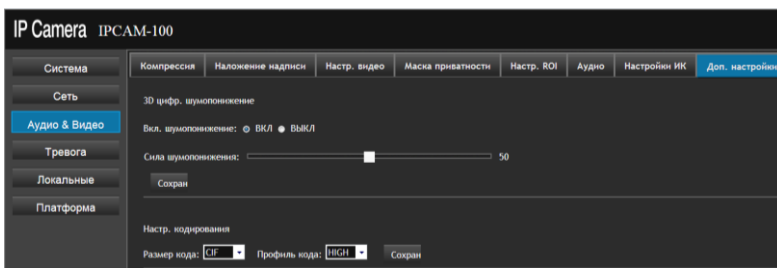 IP Camera IPCAM-100
Система
Сеть
Аудио & Видео
Тревога
Локальные
Платформа
Компрессия Наложение надписи Настр. видео Маска приватности Настр. ROI Аудио Настройки ИК Доп. настройки
3D цифр. шумопонижение
Вкл. шумопонижение: ВКЛ ВЫКЛ
Сила шумопонижения: 50
Сохран
Настр. кодирования
Размер кода: CIF Профиль кода: HIGH Сохран